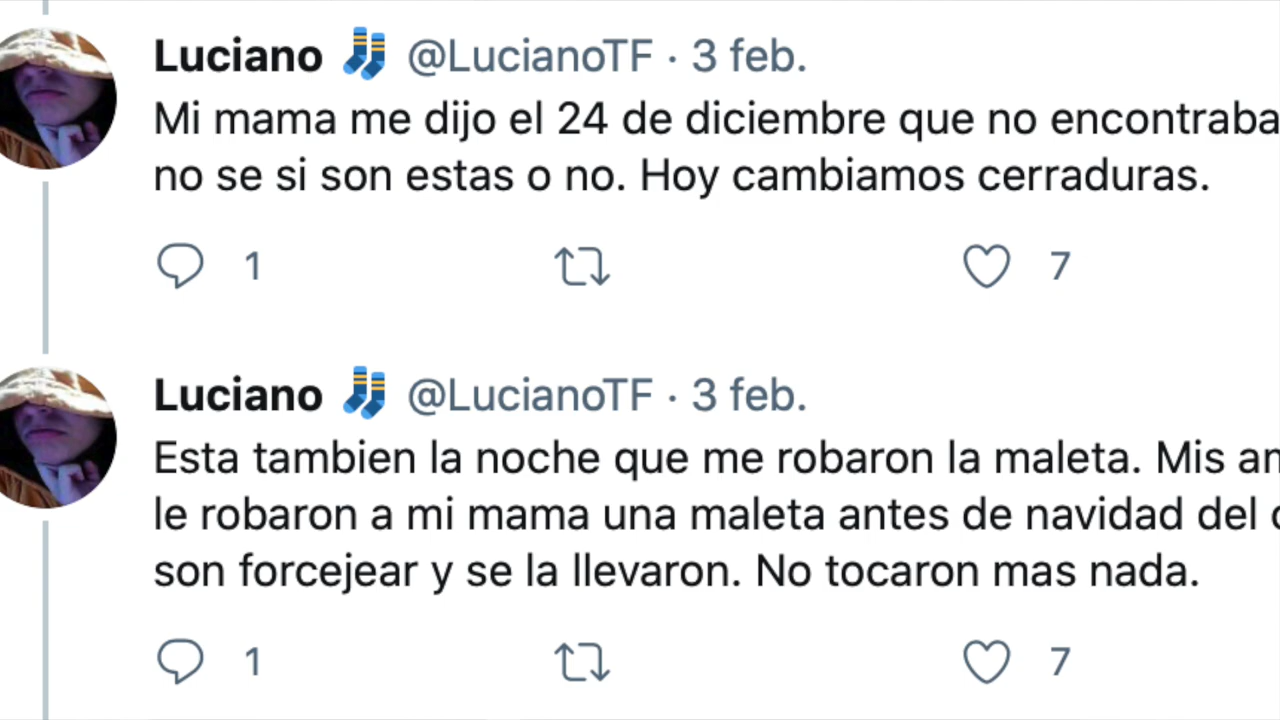 Luciano 🧦 @LucianoTF · 3 feb.
Mi mama me dijo el 24 de diciembre que no encontraba
no se si son estas o no. Hoy cambiamos cerraduras.
1 7
Luciano 🧦 @LucianoTF · 3 feb.
Esta tambien la noche que me robaron la maleta. Mis
le robaron a mi mama una maleta antes de navidad del
son forcejear y se la llevaron. No tocaron mas nada.
1 7